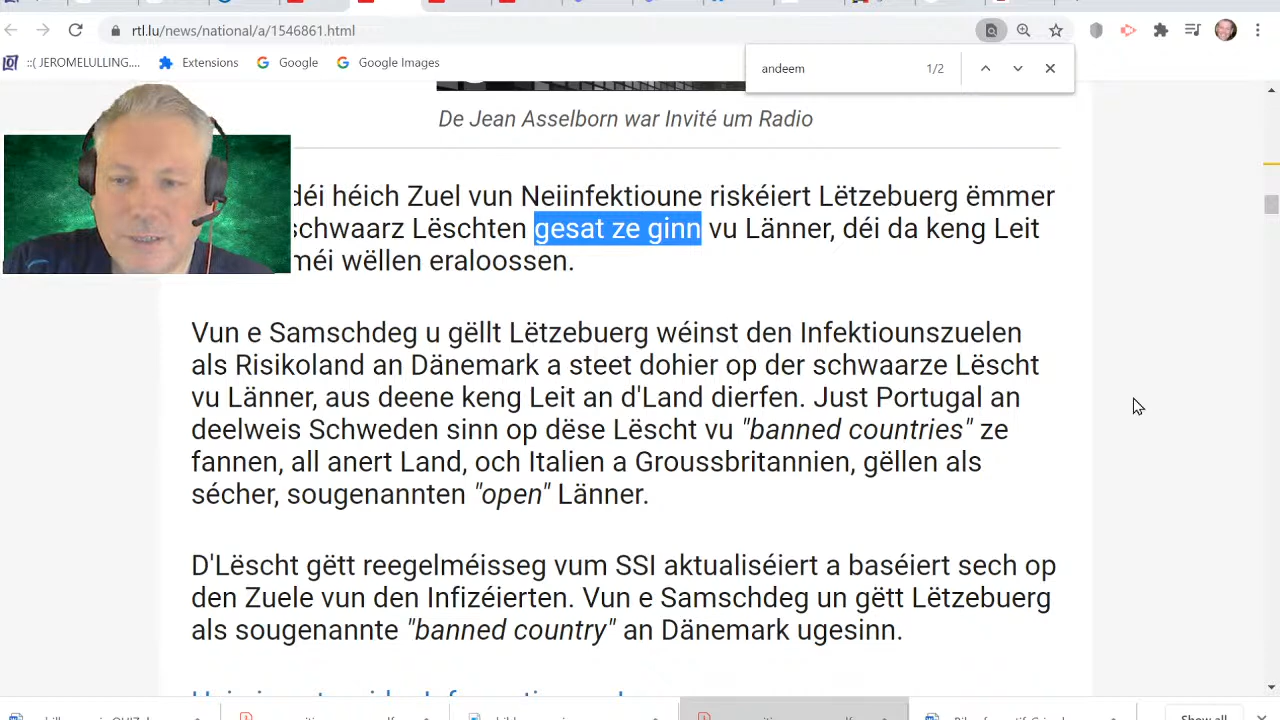 rtl.lu/news/national/a/1546861.html
::( JEROMELULLING....
Extensions
Google
Google Images
andeem
1/2
De Jean Asselborn war Invité um Radio
déi héich Zuel vun Neiinfektioune riskéiert Lëtzebuerg ëmmer
schwaarz Lëschten gesat ze ginn vu Länner, déi da keng Leit
méi wëllen eraloossen.
Vun e Samschdeg u gëllt Lëtzebuerg wéinst den Infektiounszuelen
als Risikoland an Dänemark a steet dohier op der schwaarze Lëscht
vu Länner, aus deene keng Leit an d'Land dierfen. Just Portugal an
deelweis Schweden sinn op dëse Lëscht vu "banned countries" ze
fannen, all anert Land, och Italien a Groussbritannien, gëllen als
sécher, sougenannten "open" Länner.
D'Lëscht gëtt reegelméisseg vum SSI aktualiséiert a baséiert sech op
den Zuele vun den Infizéierten. Vun e Samschdeg un gëtt Lëtzebuerg
als sougenannte "banned country" an Dänemark ugesinn.
Show all